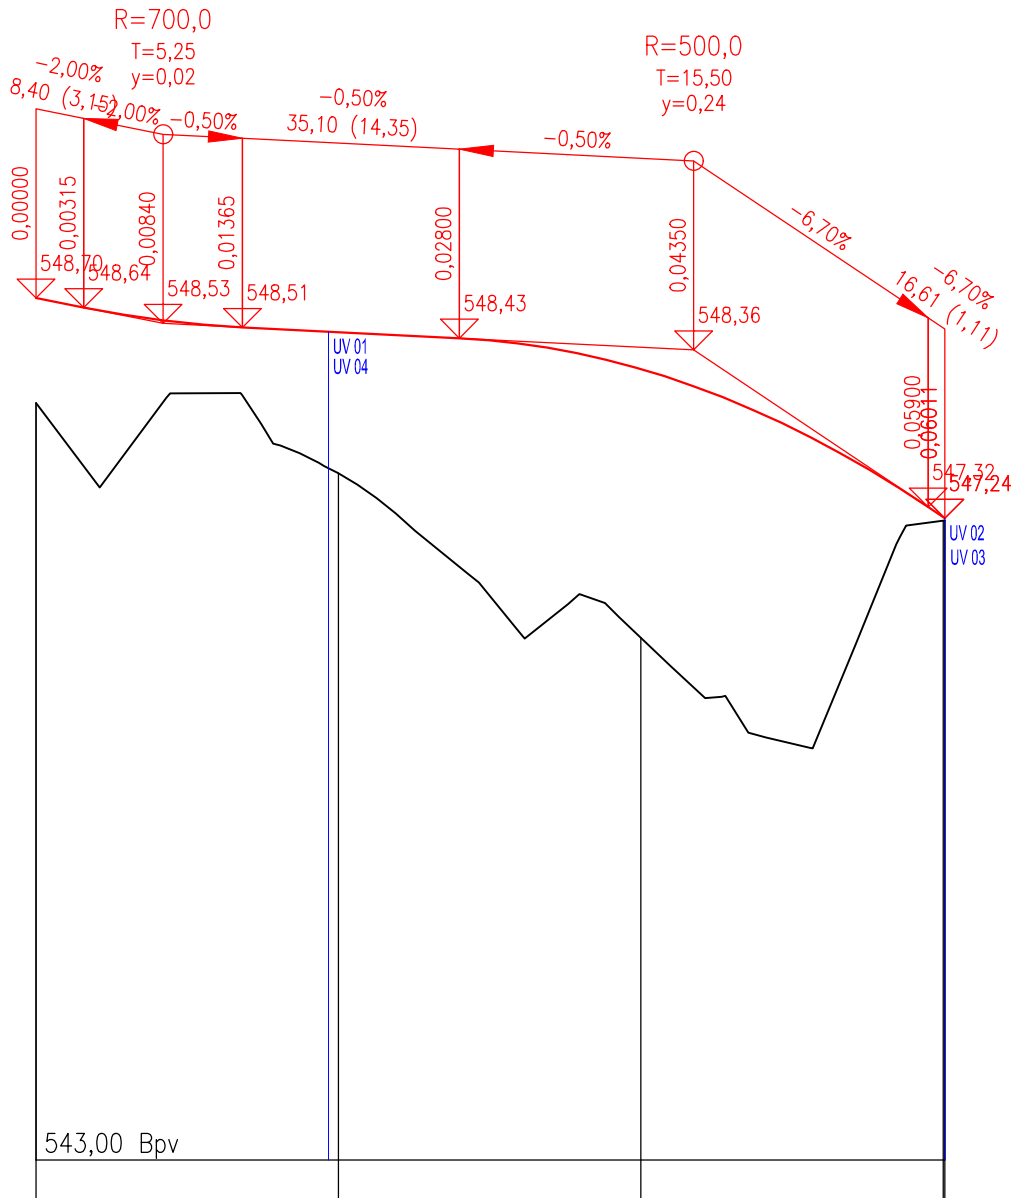 R=700,0
T=5,25
y=0,02
R=500,0
T=15,50
y=0,24
-2,00%
8,40 (3,15)
-2,00%
-0,50%
-0,50%
35,10 (14,35)
-0,50%
-6,70%
-6,70%
16,61 (1,11)
0,00000
0,00315
0,00840
0,01365
0,02800
0,04350
0,05900
0,06011
548,70
548,64
548,53
548,51
548,43
548,36
547,32
547,24
UV 01
UV 04
UV 02
UV 03
543,00 Bpv